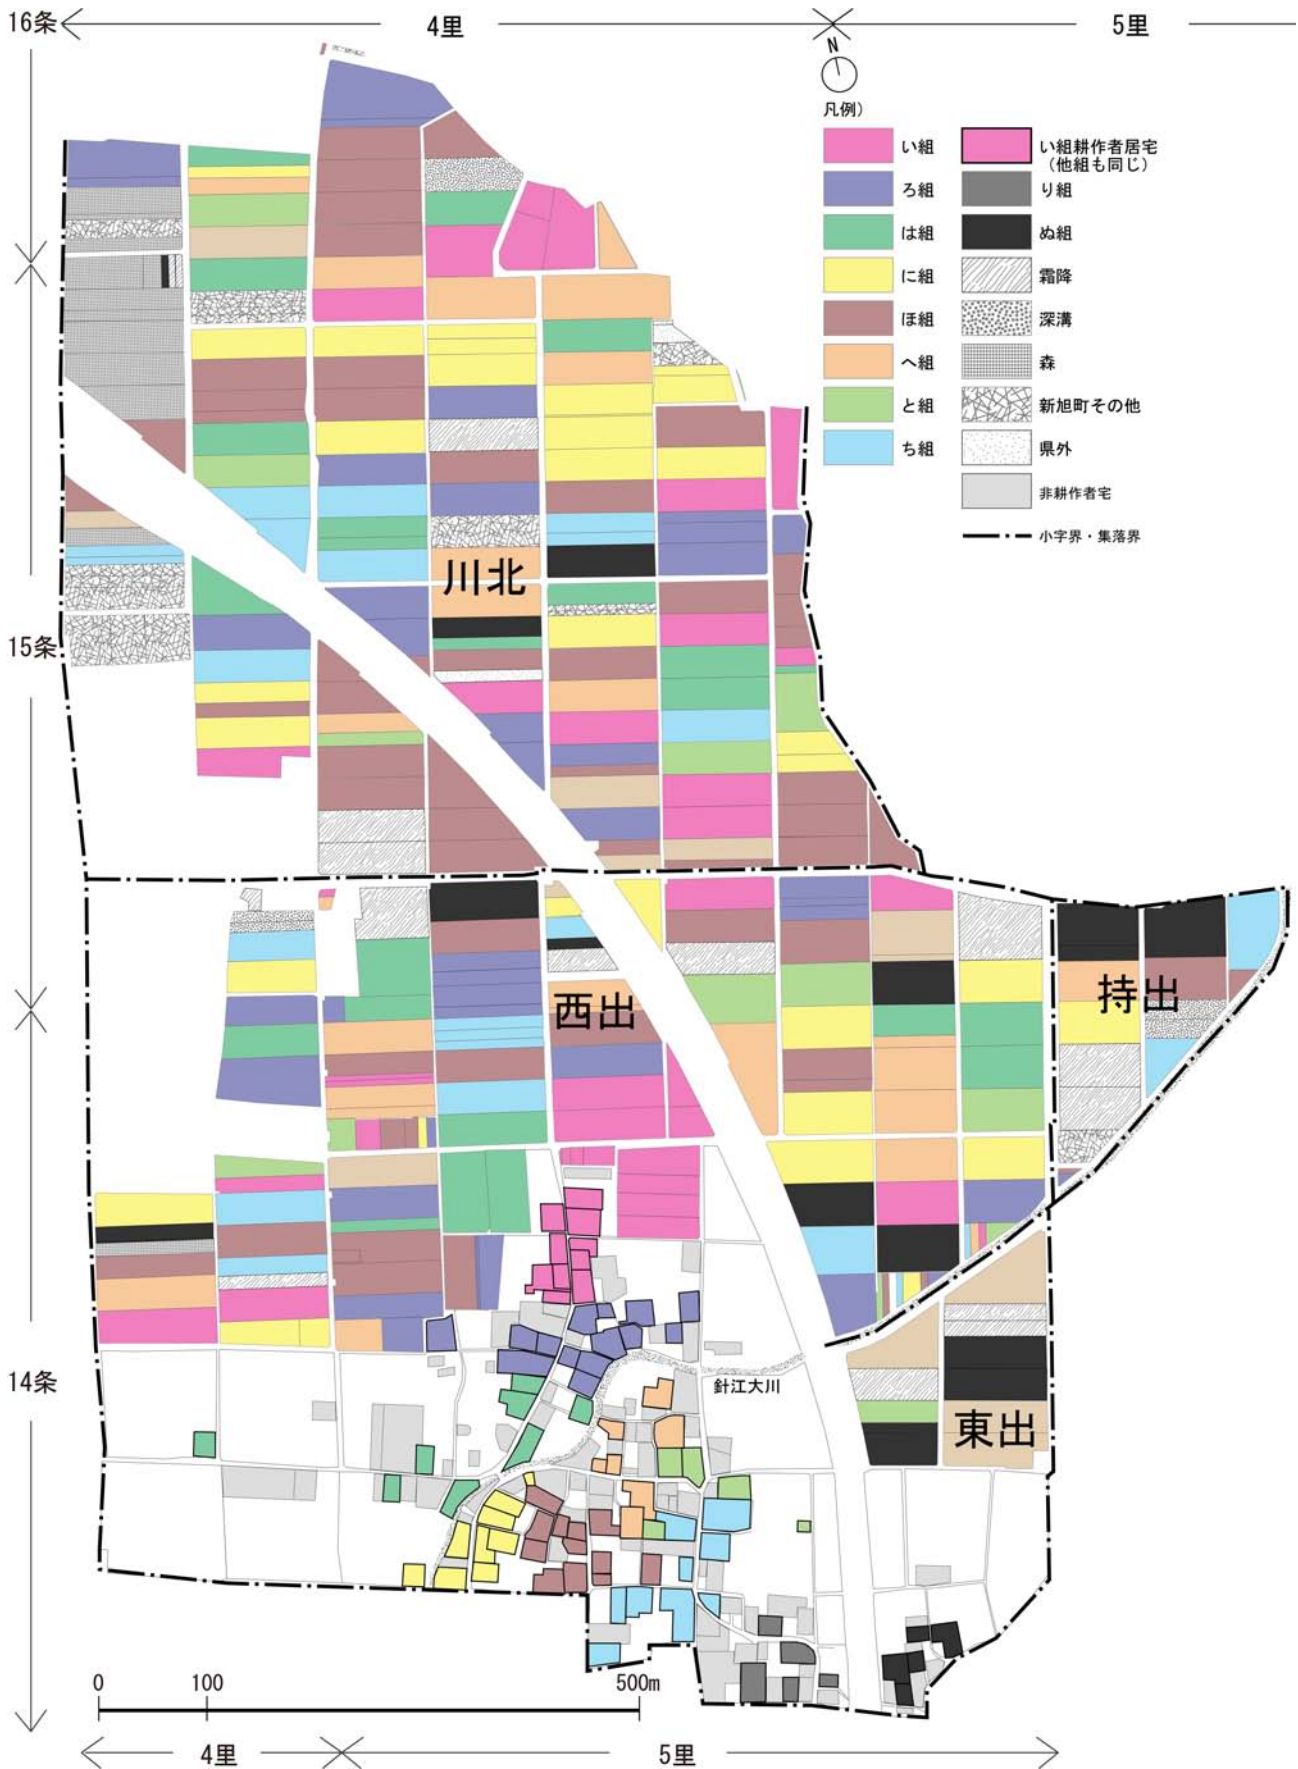 16条
4里
5里
N
凡例)
い組
ろ組
は組
に組
ほ組
へ組
と組
ち組
い組耕作者居宅
(他組も同じ)
り組
ぬ組
霜降
深溝
森
新旭町その他
県外
非耕作者宅
小字界・集落界
川北
15条
西出
持出
14条
針江大川
東出
0
100
500m
4里
5里